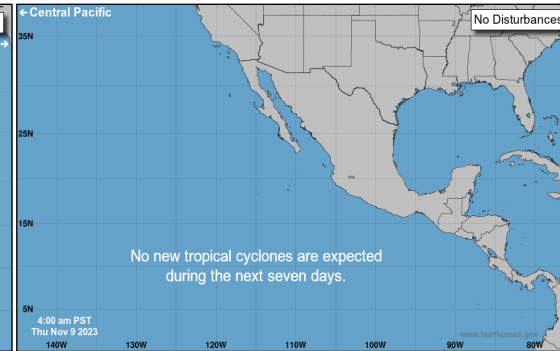 ← Central Pacific
No Disturbances
35N
25N
15N
5N
No new tropical cyclones are expected
during the next seven days.
4:00 am PST
Thu Nov 9 2023
www.hurricanes.gov
140W 130W 120W 110W 100W 90W 80W